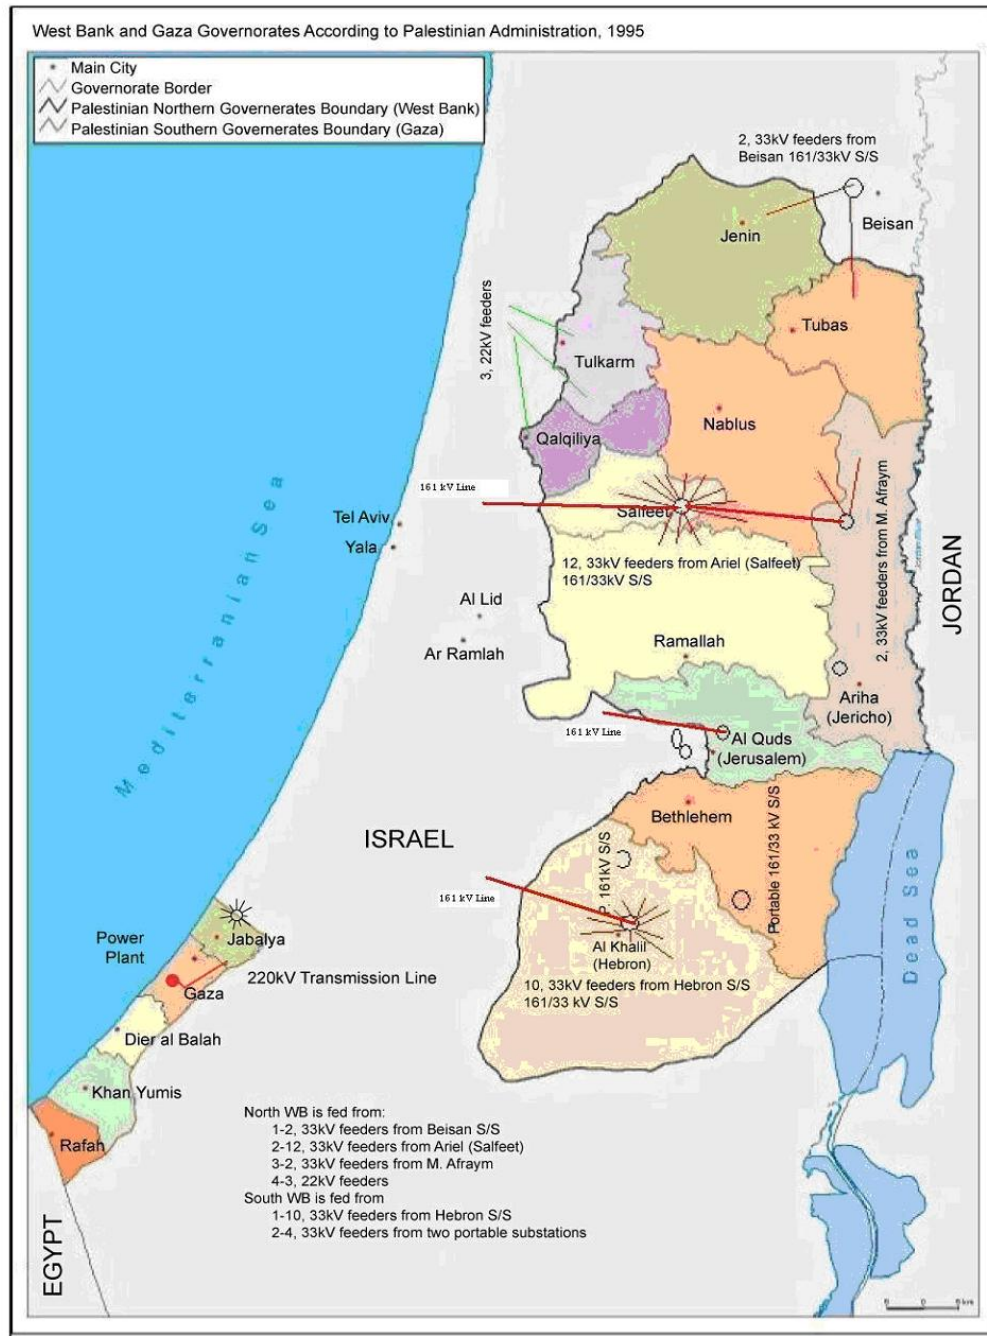 West Bank and Gaza Governorates According to Palestinian Administration, 1995
Main City
Governorate Border
Palestinian Northern Governerates Boundary (West Bank)
Palestinian Southern Governerates Boundary (Gaza)
2, 33kV feeders from
Beisan 161/33kV S/S
Beisan
Jenin
Tubas
3, 22kV feeders
Tulkarm
Nablus
Qalqiliya
161 kV Line
Salfeet
Tel Aviv
Yala
12, 33kV feeders from Ariel (Salfeet)
161/33kV S/S
2, 33kV feeders from M. Afraym
Jordan River
JORDAN
Mediterranian Sea
Al Lid
Ar Ramlah
Ramallah
Ariha
(Jericho)
161 kV Line
Al Quds
(Jerusalem)
Bethlehem
ISRAEL
P. 161kV S/S
Portable 161/33 kV S/S
Dead Sea
161 kV Line
Al Khalil
(Hebron)
10, 33kV feeders from Hebron S/S
161/33 kV S/S
Jabalya
Power
Plant
Gaza
220kV Transmission Line
Dier al Balah
Khan Yumis
Rafah
EGYPT
North WB is fed from:
1-2, 33kV feeders from Beisan S/S
2-12, 33kV feeders from Ariel (Salfeet)
3-2, 33kV feeders from M. Afraym
4-3, 22kV feeders
South WB is fed from
1-10, 33kV feeders from Hebron S/S
2-4, 33kV feeders from two portable substations